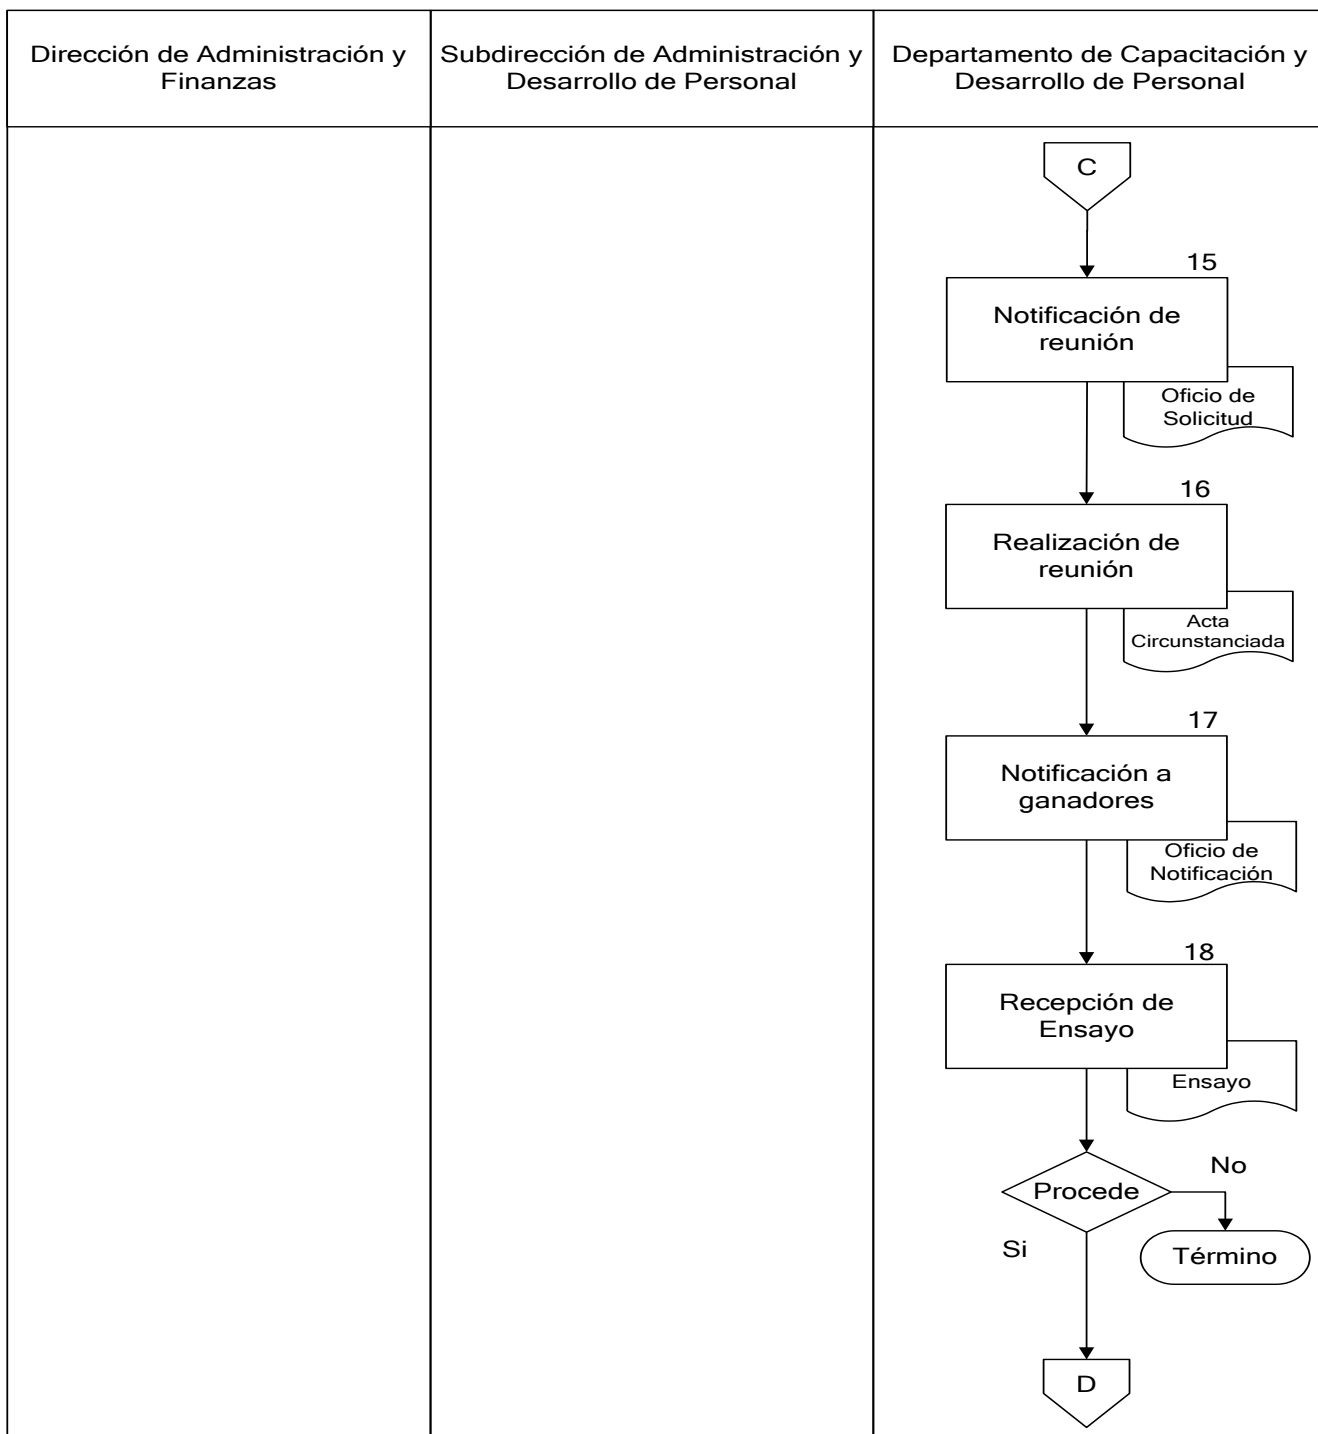 Dirección de Administración y
Finanzas
Subdirección de Administración y
Desarrollo de Personal
Departamento de Capacitación y
Desarrollo de Personal
C
15
Notificación de
reunión
Oficio de
Solicitud
16
Realización de
reunión
Acta
Circunstanciada
17
Notificación a
ganadores
Oficio de
Notificación
18
Recepción de
Ensayo
Ensayo
Procede
No
Si
Término
D